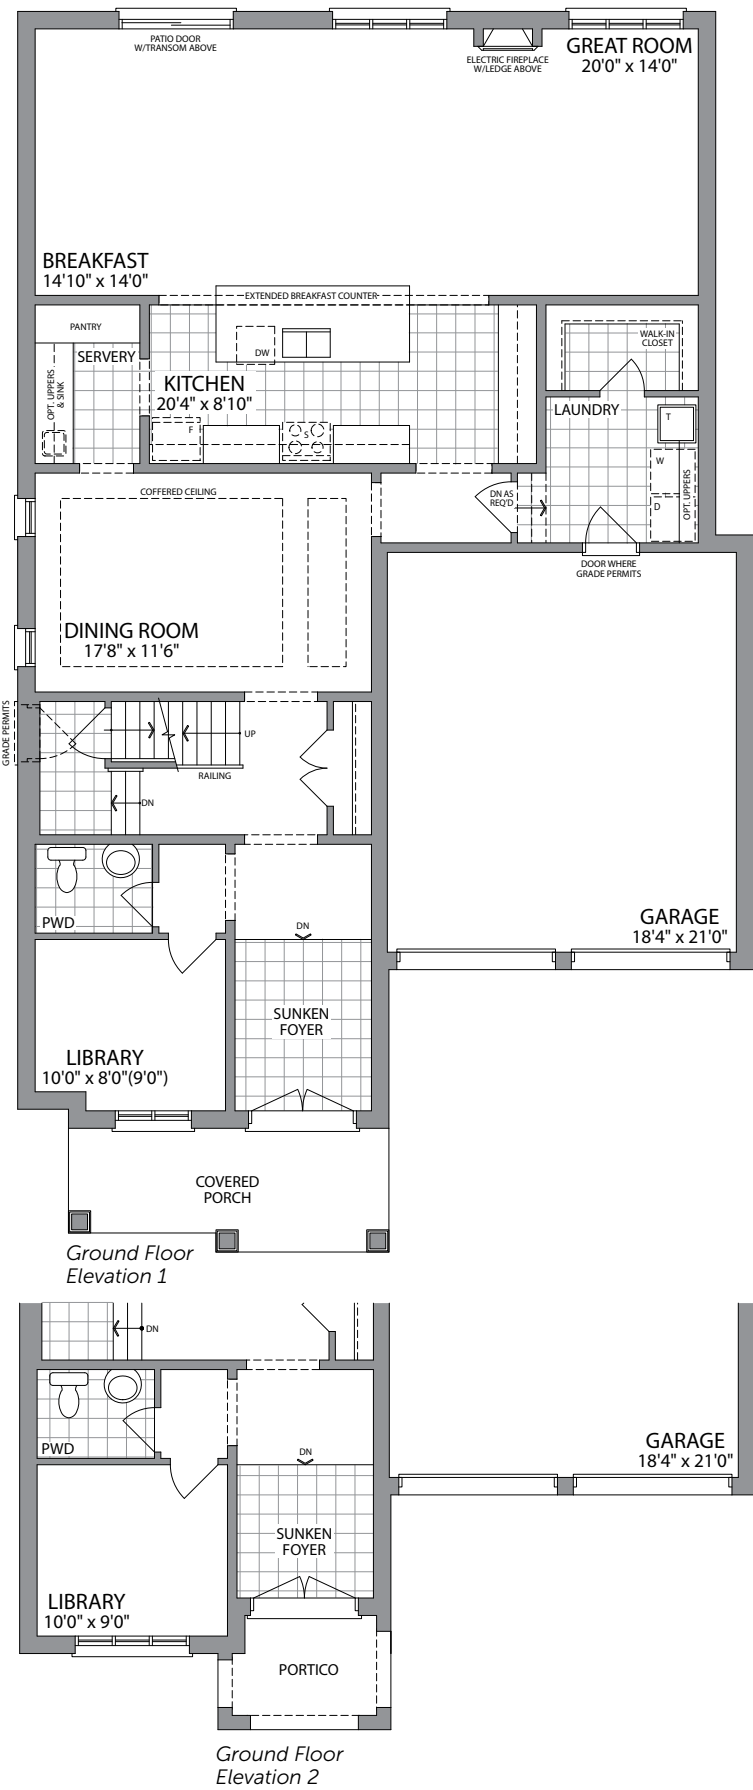 PATIO DOOR
W/TRANSOM ABOVE
ELECTRIC FIREPLACE
W/LEDGE ABOVE
GREAT ROOM
20'0" x 14'0"
BREAKFAST
14'10" x 14'0"
EXTENDED BREAKFAST COUNTER
PANTRY
SERVERY
OPT. UPPERS
& SINK
DW
KITCHEN
20'4" x 8'10"
F
S
WALK-IN
CLOSET
LAUNDRY
T
W
D
OPT. UPPERS
DN AS
REQ'D
COFFERED CEILING
DOOR WHERE
GRADE PERMITS
DINING ROOM
17'8" x 11'6"
GRADE PERMITS
UP
RAILING
DN
PWD
DN
GARAGE
18'4" x 21'0"
SUNKEN
FOYER
LIBRARY
10'0" x 8'0"(9'0")
COVERED
PORCH
Ground Floor
Elevation 1
DN
PWD
DN
GARAGE
18'4" x 21'0"
SUNKEN
FOYER
LIBRARY
10'0" x 9'0"
PORTICO
Ground Floor
Elevation 2